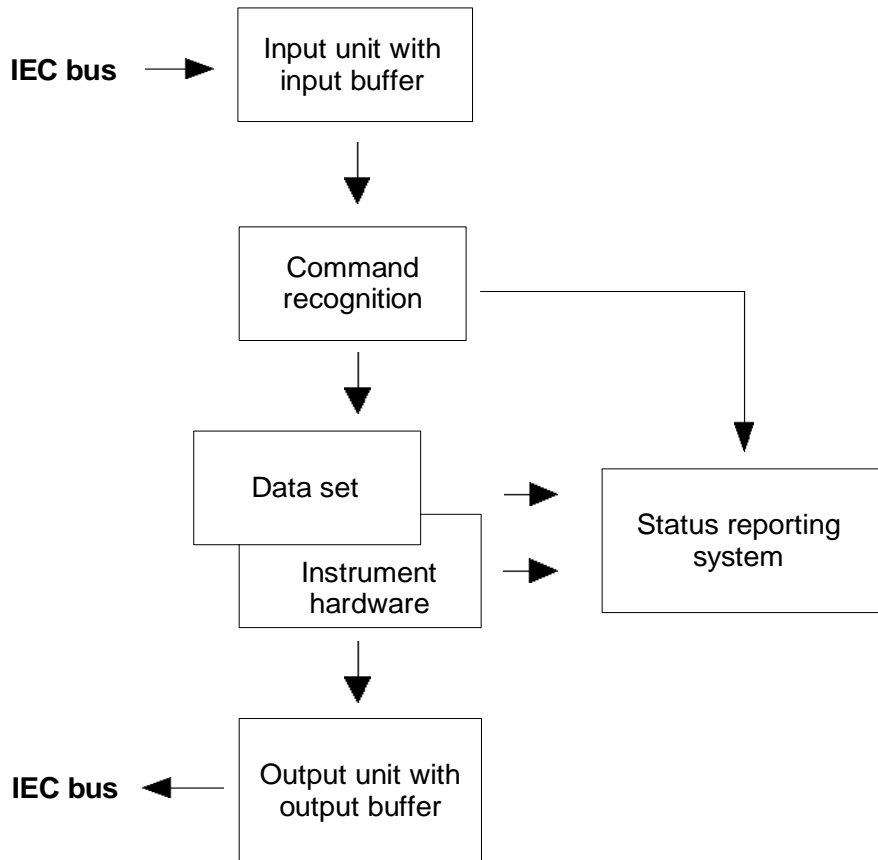 IEC bus
Input unit with
input buffer
Command
recognition
Data set
Instrument
hardware
Status reporting
system
IEC bus
Output unit with
output buffer